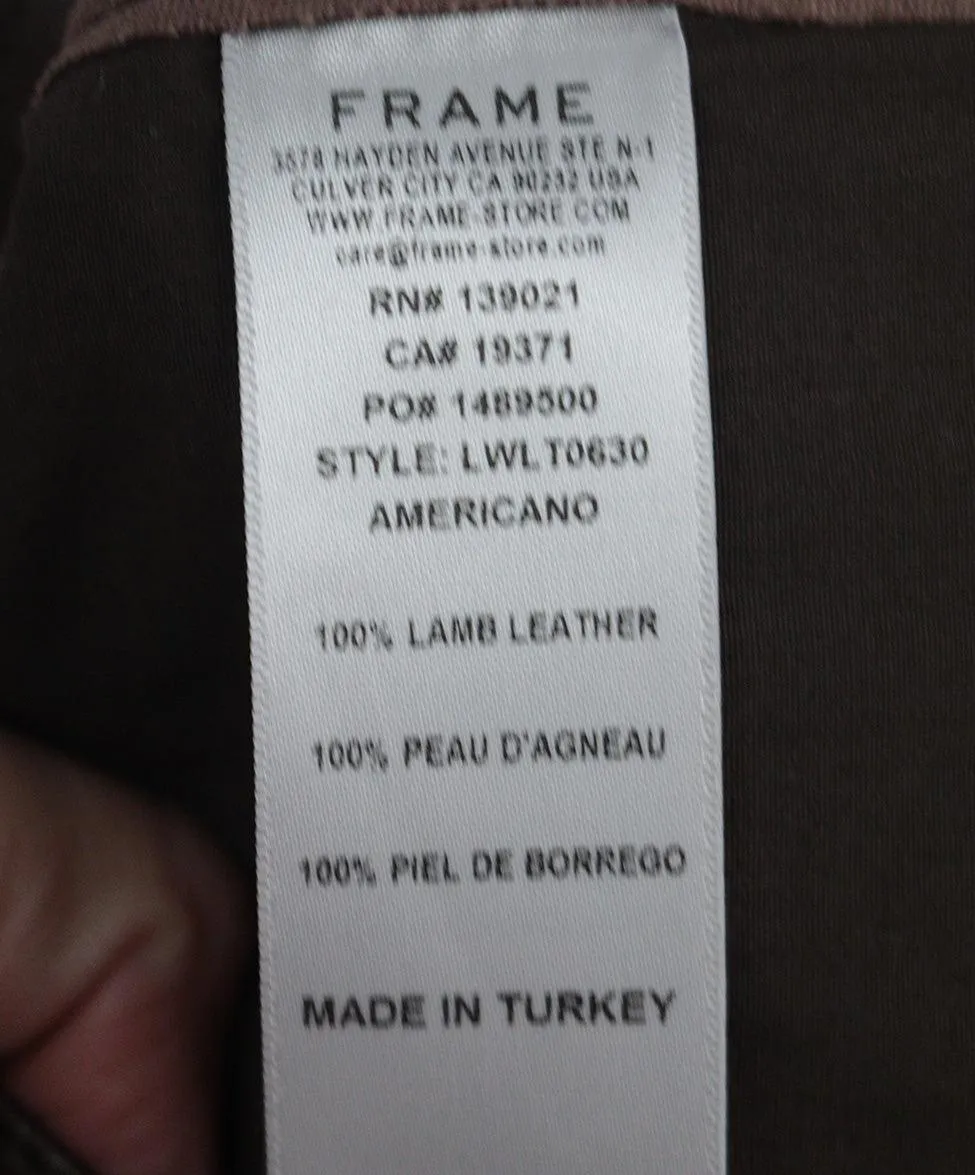 FRAME
3578 HAYDEN AVENUE STE N-1
CULVER CITY CA 90232 USA
WWW.FRAME-STORE.COM
care@frame-store.com
RN# 139021
CA# 19371
PO# 1489500
STYLE: LWLT0630
AMERICANO
100% LAMB LEATHER
100% PEAU D'AGNEAU
100% PIEL DE BORREGO
MADE IN TURKEY